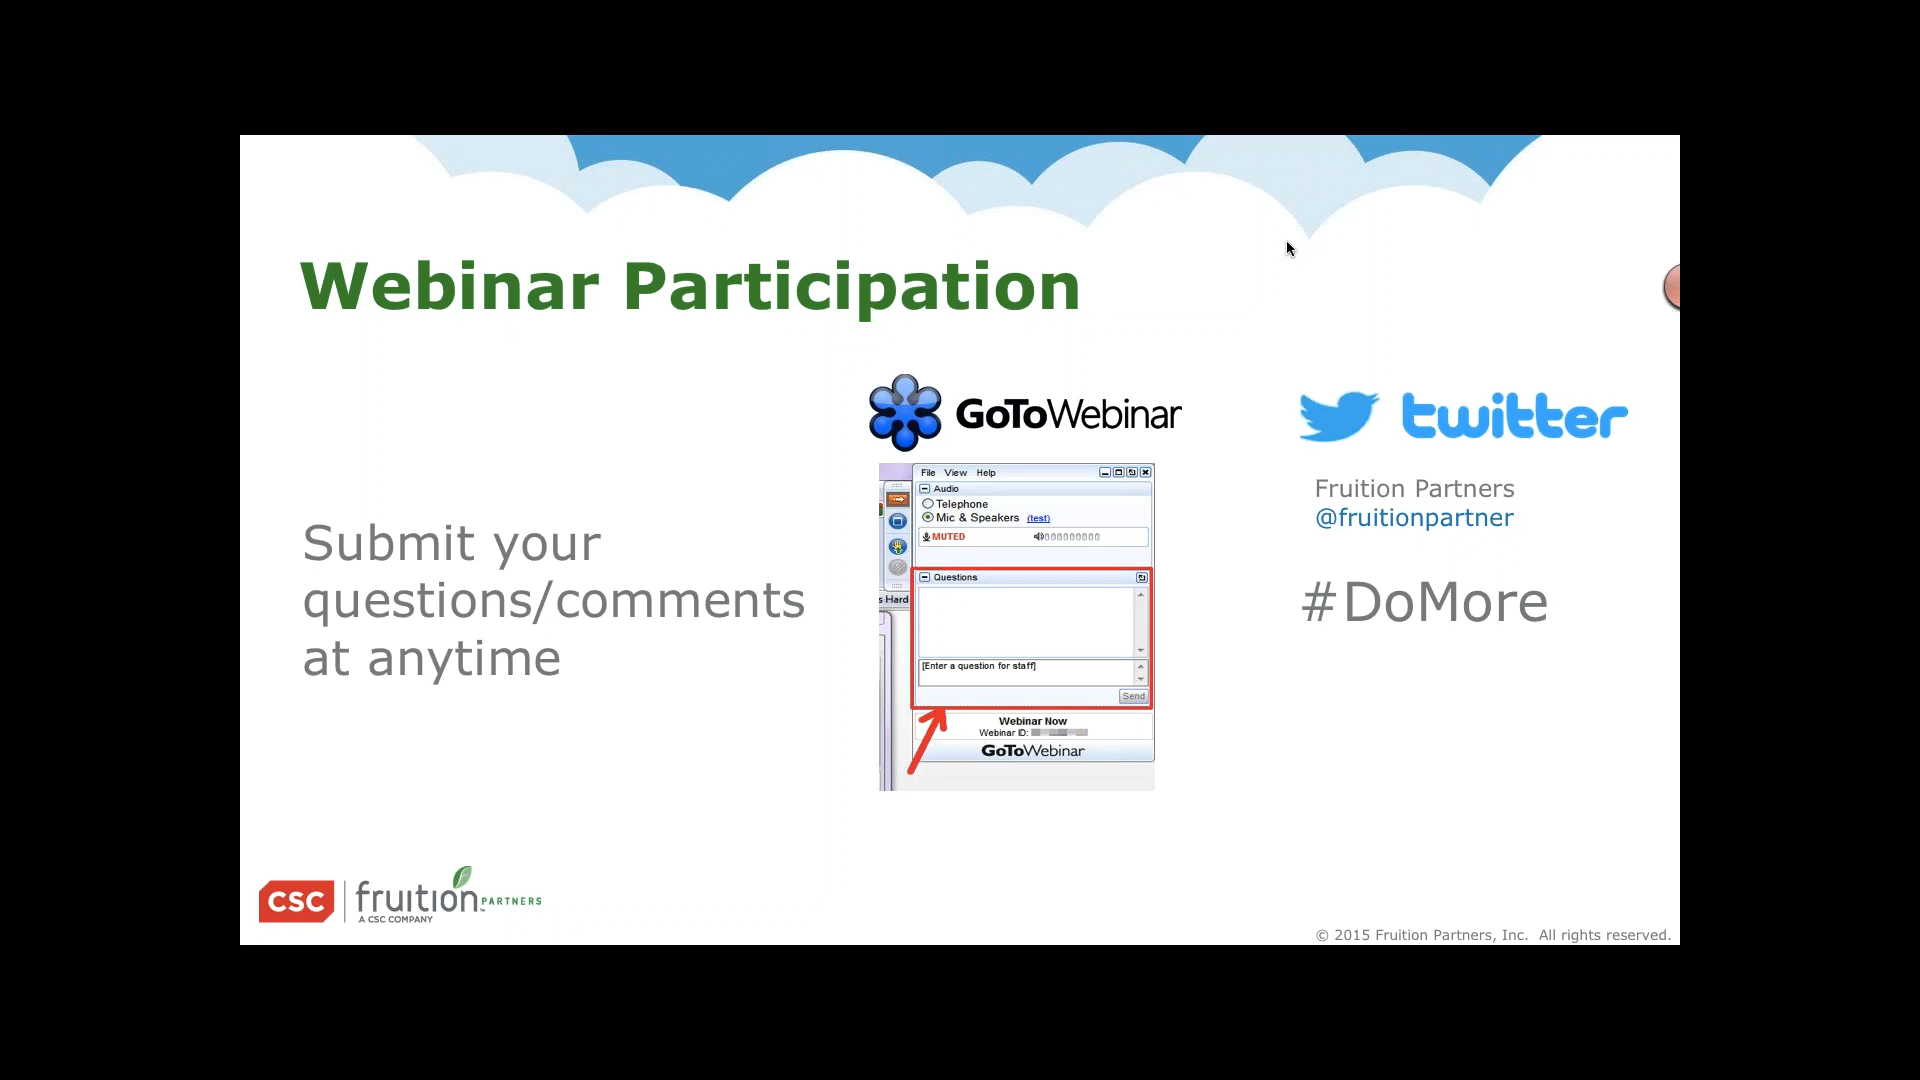 Webinar Participation
Submit your
questions/comments
at anytime
GoToWebinar
File View Help
Audio
Telephone
Mic & Speakers (test)
MUTED
Questions
s Hard
[Enter a question for staff]
Send
Webinar Now
Webinar ID:
GoToWebinar
twitter
Fruition Partners
@fruitionpartner
#DoMore
CSC
fruition PARTNERS
A CSC COMPANY
© 2015 Fruition Partners, Inc. All rights reserved.